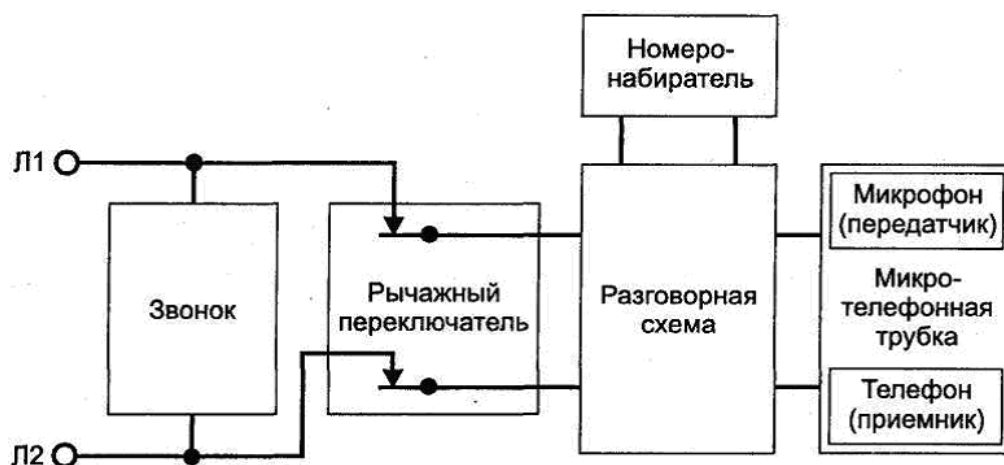 Номеро-
набиратель
Л1
Звонок
Рычажный
переключатель
Разговорная
схема
Микрофон
(передатчик)
Микро-
телефонная
трубка
Телефон
(приемник)
Л2